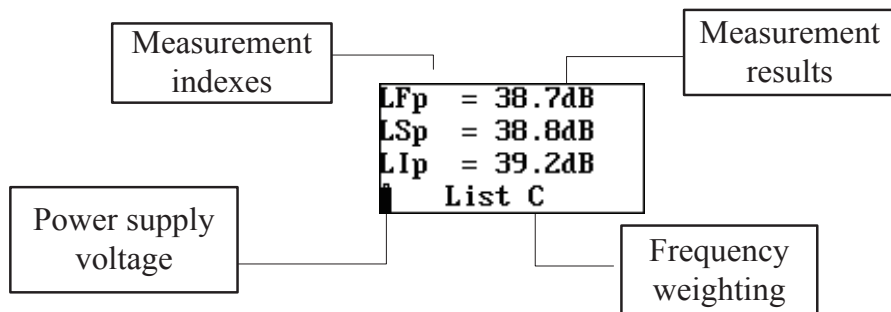 Measurement
indexes
Measurement
results
LFp = 38.7dB
LSp = 38.8dB
LIp = 39.2dB
List C
Power supply
voltage
Frequency
weighting